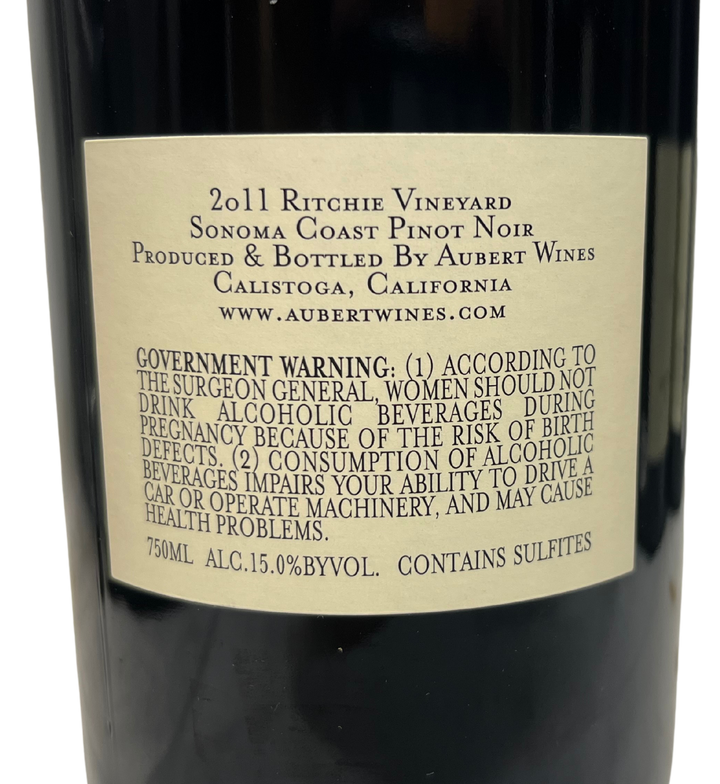 2011 Ritchie Vineyard
Sonoma Coast Pinot Noir
Produced & Bottled By Aubert Wines
Calistoga, California
www.aubertwines.com
GOVERNMENT WARNING: (1) ACCORDING TO
THE SURGEON GENERAL, WOMEN SHOULD NOT
DRINK ALCOHOLIC BEVERAGES DURING
PREGNANCY BECAUSE OF THE RISK OF BIRTH
DEFECTS. (2) CONSUMPTION OF ALCOHOLIC
BEVERAGES IMPAIRS YOUR ABILITY TO DRIVE A
CAR OR OPERATE MACHINERY, AND MAY CAUSE
HEALTH PROBLEMS.
750ML ALC.15.0%BYVOL. CONTAINS SULFITES